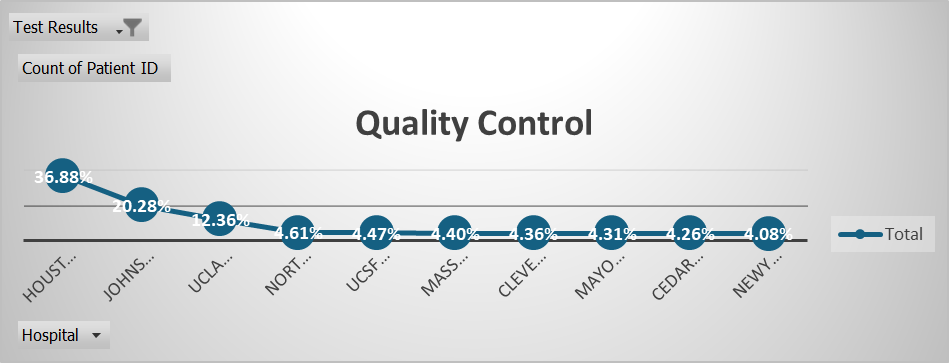 Test Results
Count of Patient ID
Quality Control
36.88%
20.28%
12.36%
4.61%
4.47%
4.40%
4.36%
4.31%
4.26%
4.08%
Total
HOUST...
JOHNS...
UCLA...
NORT...
UCSF...
MASS...
CLEVE...
MAYO...
CEDAR...
NEWY...
Hospital